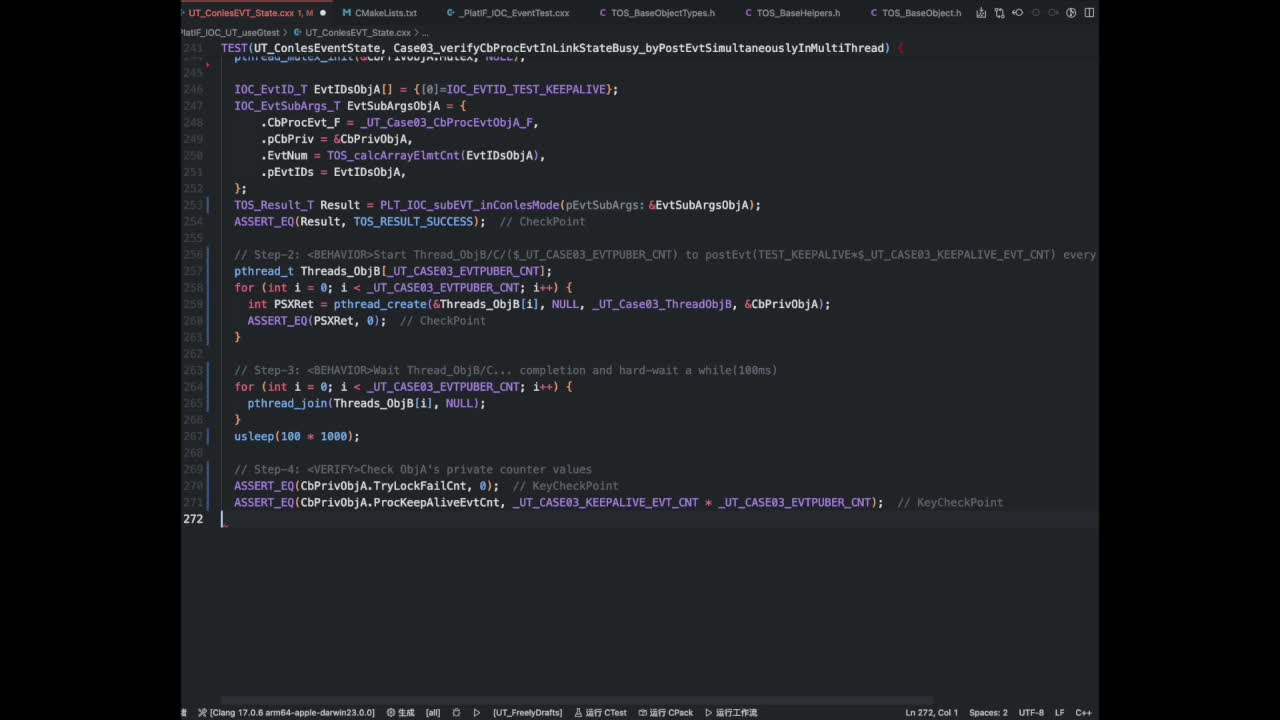 UT_ConlesEVT_State.cxx 1, M
CMakeLists.txt
_PlatIF_IOC_EventTest.cxx
TOS_BaseObjectTypes.h
TOS_BaseHelpers.h
TOS_BaseObject.h
PlatIF_IOC_UT_useGtest > UT_ConlesEVT_State.cxx > ...
241 TEST(UT_ConlesEventState, Case03_verifyCbProcEvtInLinkStateBusy_byPostEvtSimultaneouslyInMultiThread) {
244 pthread_mutex_init(&CbPrivObjA.Mutex, NULL);
245
246 IOC_EvtID_T EvtIDsObjA[] = {[0]=IOC_EVTID_TEST_KEEPALIVE};
247 IOC_EvtSubArgs_T EvtSubArgsObjA = {
248 .CbProcEvt_F = _UT_Case03_CbProcEvtObjA_F,
249 .pCbPriv = &CbPrivObjA,
250 .EvtNum = TOS_calcArrayElmtCnt(EvtIDsObjA),
251 .pEvtIDs = EvtIDsObjA,
252 };
253 TOS_Result_T Result = PLT_IOC_subEVT_inConlesMode(pEvtSubArgs: &EvtSubArgsObjA);
254 ASSERT_EQ(Result, TOS_RESULT_SUCCESS); // CheckPoint
255
256 // Step-2: <BEHAVIOR>Start Thread_ObjB/C/($_UT_CASE03_EVTPUBER_CNT) to postEvt(TEST_KEEPALIVE*$_UT_CASE03_KEEPALIVE_EVT_CNT) every
257 pthread_t Threads_ObjB[_UT_CASE03_EVTPUBER_CNT];
258 for (int i = 0; i < _UT_CASE03_EVTPUBER_CNT; i++) {
259 int PSXRet = pthread_create(&Threads_ObjB[i], NULL, _UT_Case03_ThreadObjB, &CbPrivObjA);
260 ASSERT_EQ(PSXRet, 0); // CheckPoint
261 }
262
263 // Step-3: <BEHAVIOR>Wait Thread_ObjB/C... completion and hard-wait a while(100ms)
264 for (int i = 0; i < _UT_CASE03_EVTPUBER_CNT; i++) {
265 pthread_join(Threads_ObjB[i], NULL);
266 }
267 usleep(100 * 1000);
268
269 // Step-4: <VERIFY>Check ObjA's private counter values
270 ASSERT_EQ(CbPrivObjA.TryLockFailCnt, 0); // KeyCheckPoint
271 ASSERT_EQ(CbPrivObjA.ProcKeepAliveEvtCnt, _UT_CASE03_KEEPALIVE_EVT_CNT * _UT_CASE03_EVTPUBER_CNT); // KeyCheckPoint
272
[Clang 17.0.6 arm64-apple-darwin23.0.0] 生成 [all] [UT_FreelyDrafts] 运行 CTest 运行 CPack 运行工作流 Ln 272, Col 1 Spaces: 2 UTF-8 LF C++